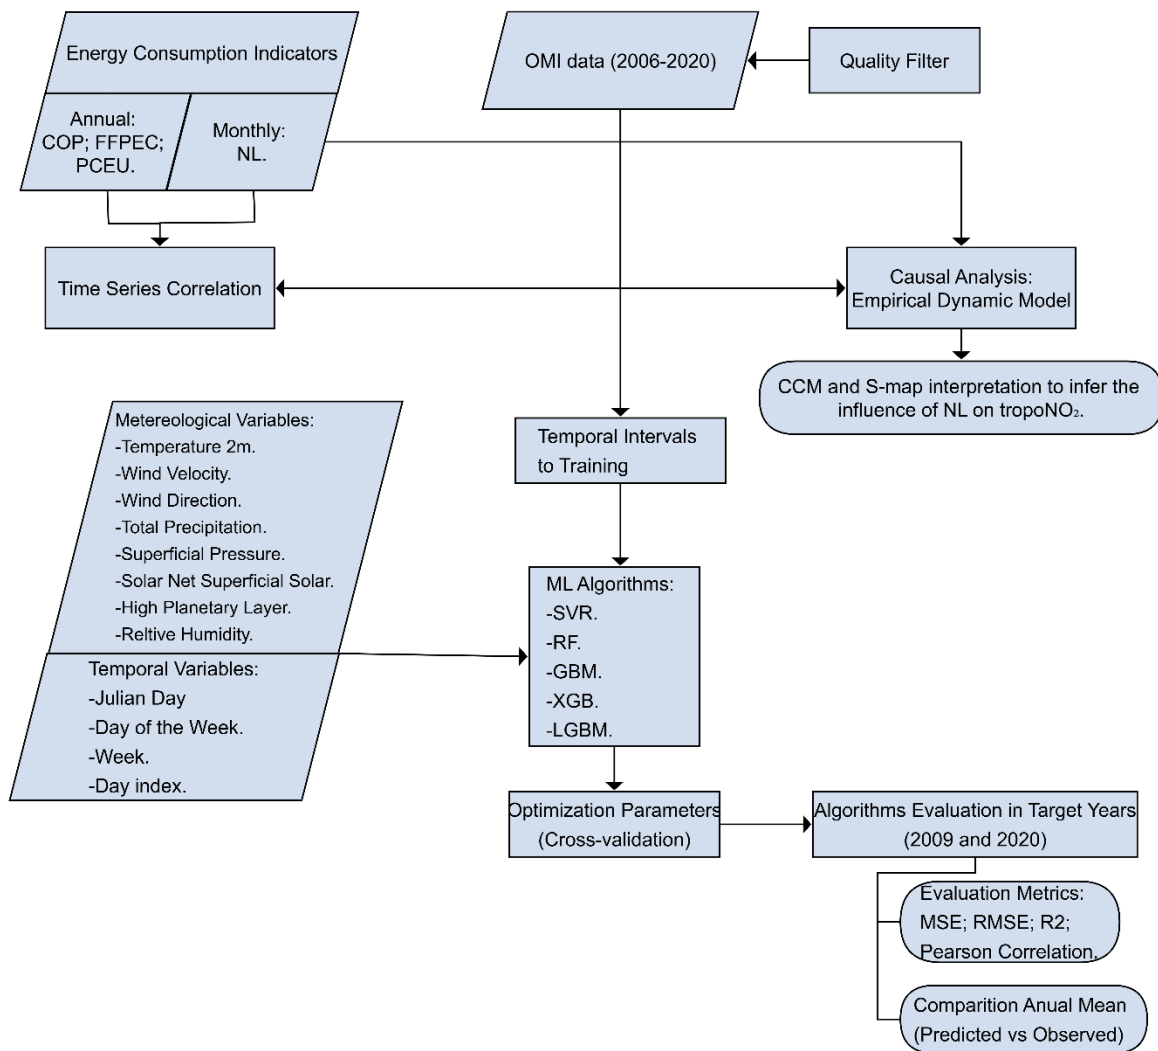 Energy Consumption Indicators
Annual:
COP; FFPEC;
PCEU.
Monthly:
NL.
OMI data (2006-2020)
Quality Filter
Time Series Correlation
Causal Analysis:
Empirical Dynamic Model
CCM and S-map interpretation to infer the
influence of NL on tropoNO₂.
Temporal Intervals
to Training
Metereological Variables:
-Temperature 2m.
-Wind Velocity.
-Wind Direction.
-Total Precipitation.
-Superficial Pressure.
-Solar Net Superficial Solar.
-High Planetary Layer.
-Reltive Humidity.
Temporal Variables:
-Julian Day
-Day of the Week.
-Week.
-Day index.
ML Algorithms:
-SVR.
-RF.
-GBM.
-XGB.
-LGBM.
Optimization Parameters
(Cross-validation)
Algorithms Evaluation in Target Years
(2009 and 2020)
Evaluation Metrics:
MSE; RMSE; R2;
Pearson Correlation.
Comparition Anual Mean
(Predicted vs Observed)